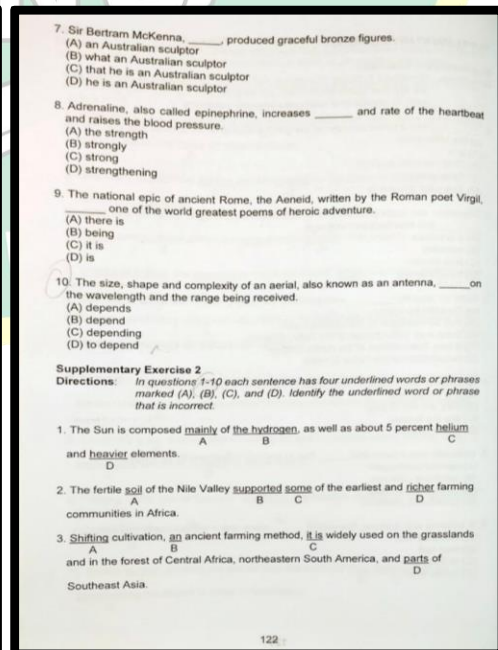 7. Sir Bertram McKenna, ______, produced graceful bronze figures.
(A) an Australian sculptor
(B) what an Australian sculptor
(C) that he is an Australian sculptor
(D) he is an Australian sculptor
8. Adrenaline, also called epinephrine, increases ______ and rate of the heartbeat
and raises the blood pressure.
(A) the strength
(B) strongly
(C) strong
(D) strengthening
9. The national epic of ancient Rome, the Aeneid, written by the Roman poet Virgil,
______ one of the world greatest poems of heroic adventure.
(A) there is
(B) being
(C) it is
(D) is
10. The size, shape and complexity of an aerial, also known as an antenna, _____on
the wavelength and the range being received.
(A) depends
(B) depend
(C) depending
(D) to depend
Supplementary Exercise 2
Directions: In questions 1-10 each sentence has four underlined words or phrases
marked (A), (B), (C), and (D). Identify the underlined word or phrase
that is incorrect.
1. The Sun is composed mainly of the hydrogen, as well as about 5 percent helium
A B C
and heavier elements.
D
2. The fertile soil of the Nile Valley supported some of the earliest and richer farming
A B C D
communities in Africa.
3. Shifting cultivation, an ancient farming method, it is widely used on the grasslands
A B C
and in the forest of Central Africa, northeastern South America, and parts of
D
Southeast Asia.
122